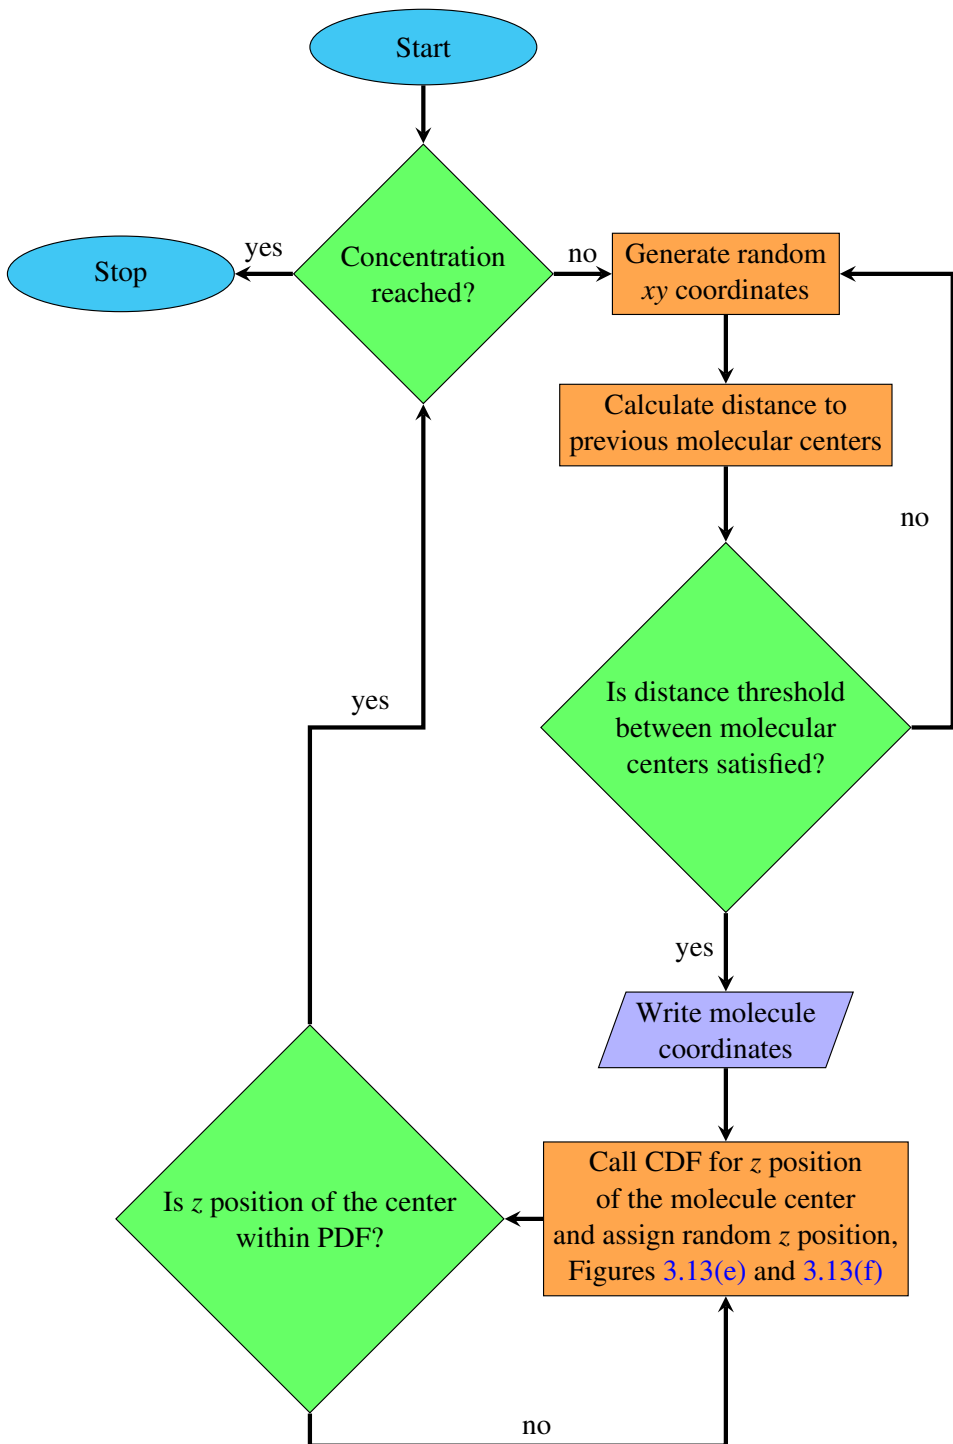 Start
Concentration
reached?
yes
Stop
no
Generate random
xy coordinates
Calculate distance to
previous molecular centers
no
Is distance threshold
between molecular
centers satisfied?
yes
yes
Write molecule
coordinates
Call CDF for z position
of the molecule center
and assign random z position,
Figures 3.13(e) and 3.13(f)
Is z position of the center
within PDF?
no